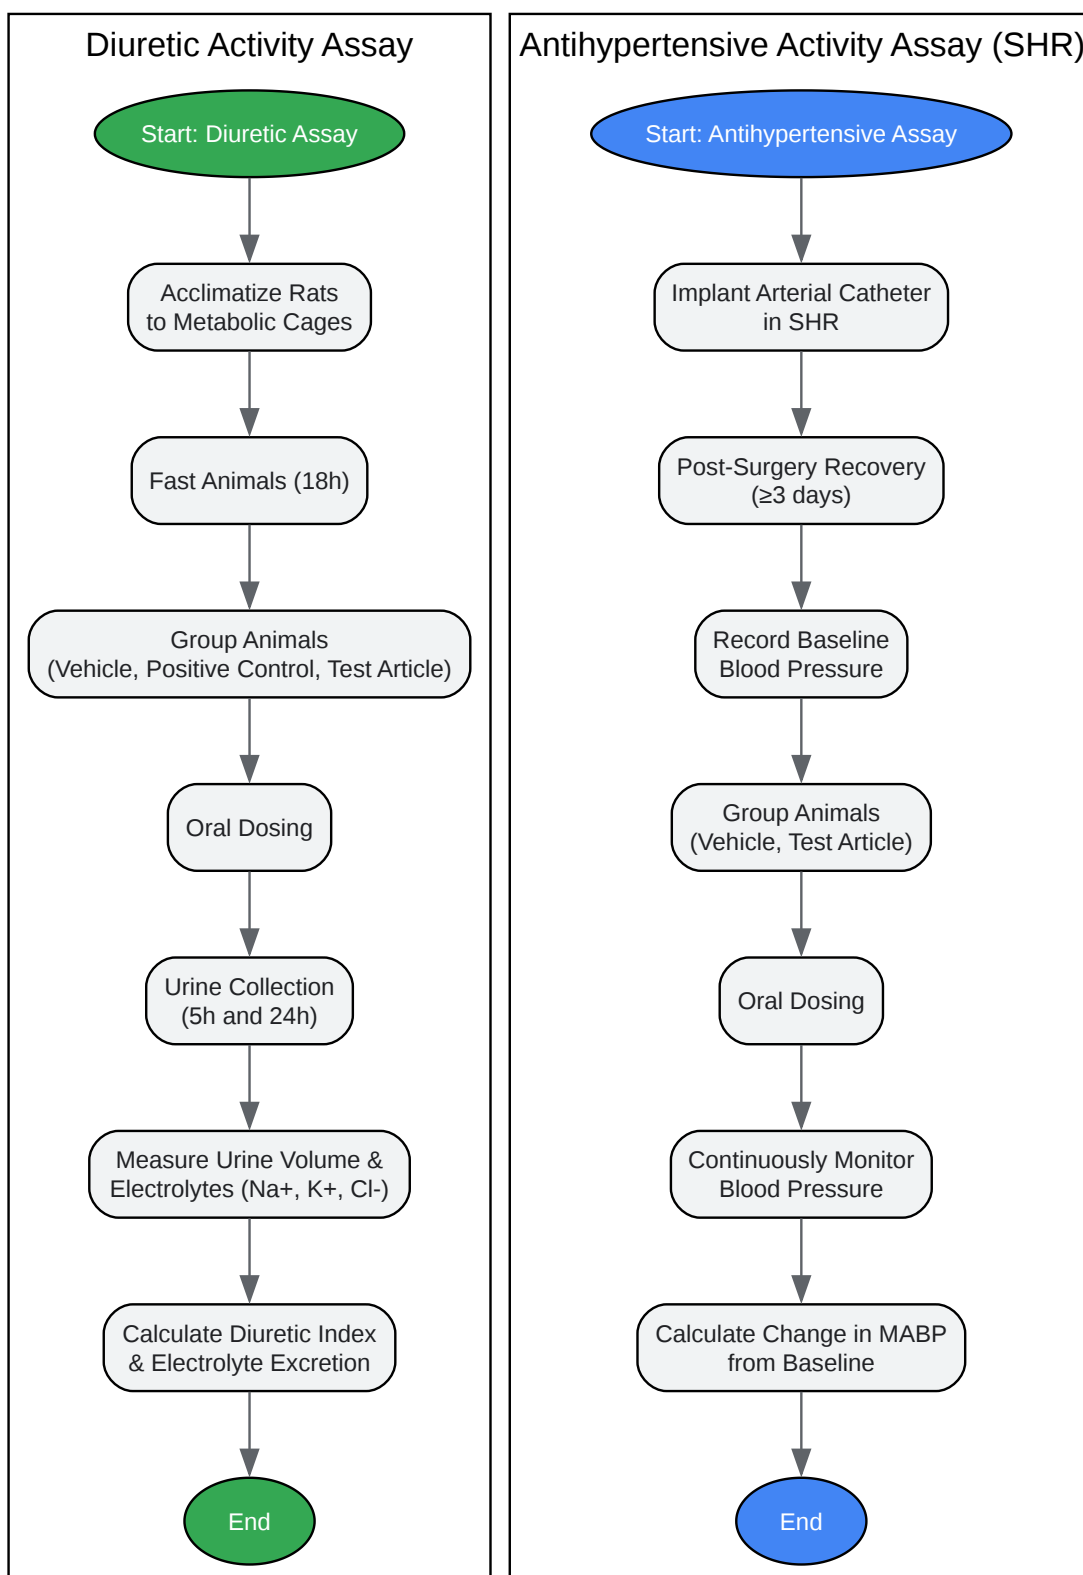 Diuretic Activity Assay
Start: Diuretic Assay
Acclimatize Rats
to Metabolic Cages
Fast Animals (18h)
Group Animals
(Vehicle, Positive Control, Test Article)
Oral Dosing
Urine Collection
(5h and 24h)
Measure Urine Volume &
Electrolytes (Na+, K+, Cl-)
Calculate Diuretic Index
& Electrolyte Excretion
End
Antihypertensive Activity Assay (SHR)
Start: Antihypertensive Assay
Implant Arterial Catheter
in SHR
Post-Surgery Recovery
(≥3 days)
Record Baseline
Blood Pressure
Group Animals
(Vehicle, Test Article)
Oral Dosing
Continuously Monitor
Blood Pressure
Calculate Change in MABP
from Baseline
End